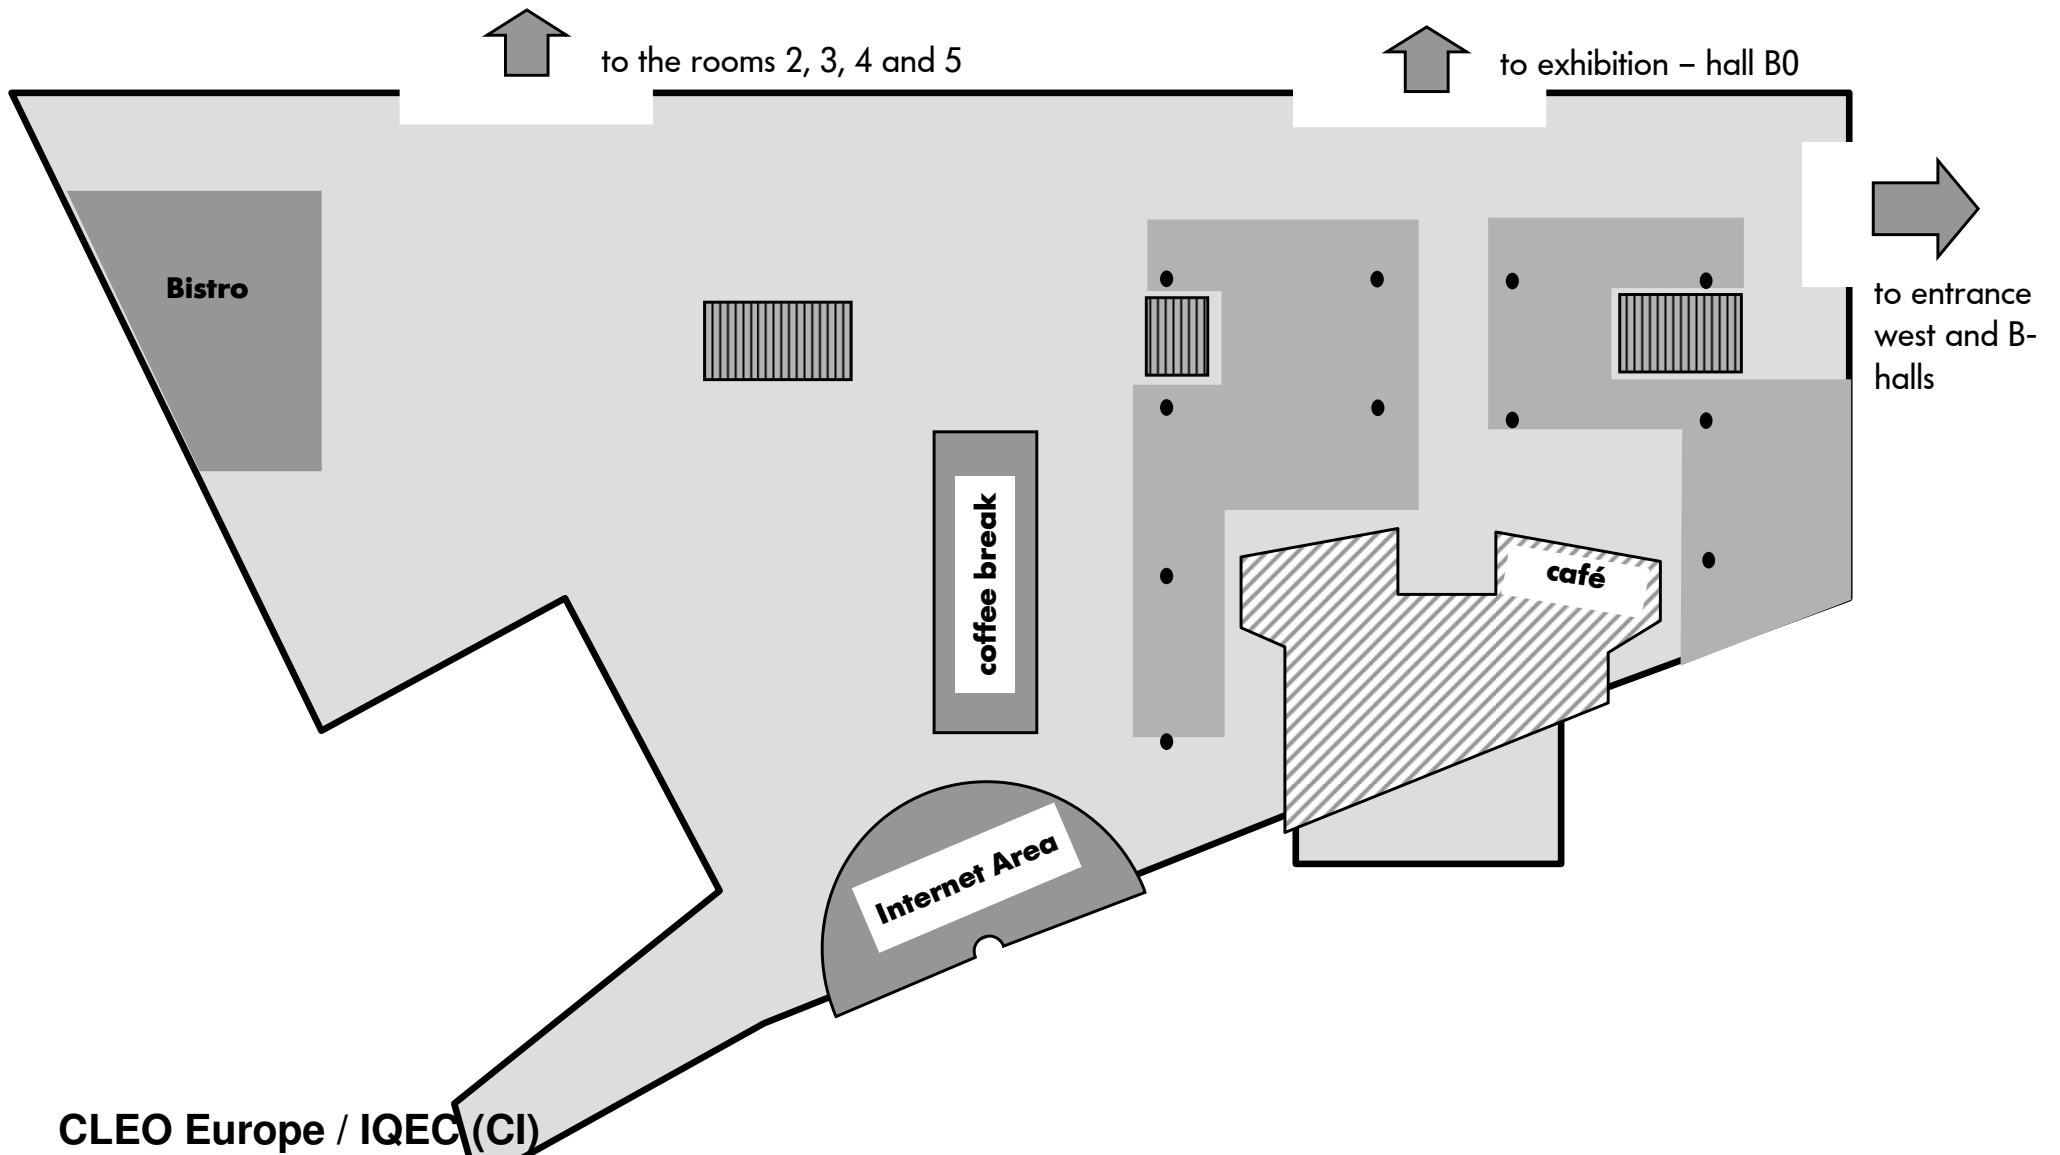 to the rooms 2, 3, 4 and 5
to exhibition – hall B0
Bistro
to entrance
west and B-
halls
coffee break
café
Internet Area
CLEO Europe / IQEC (CI)